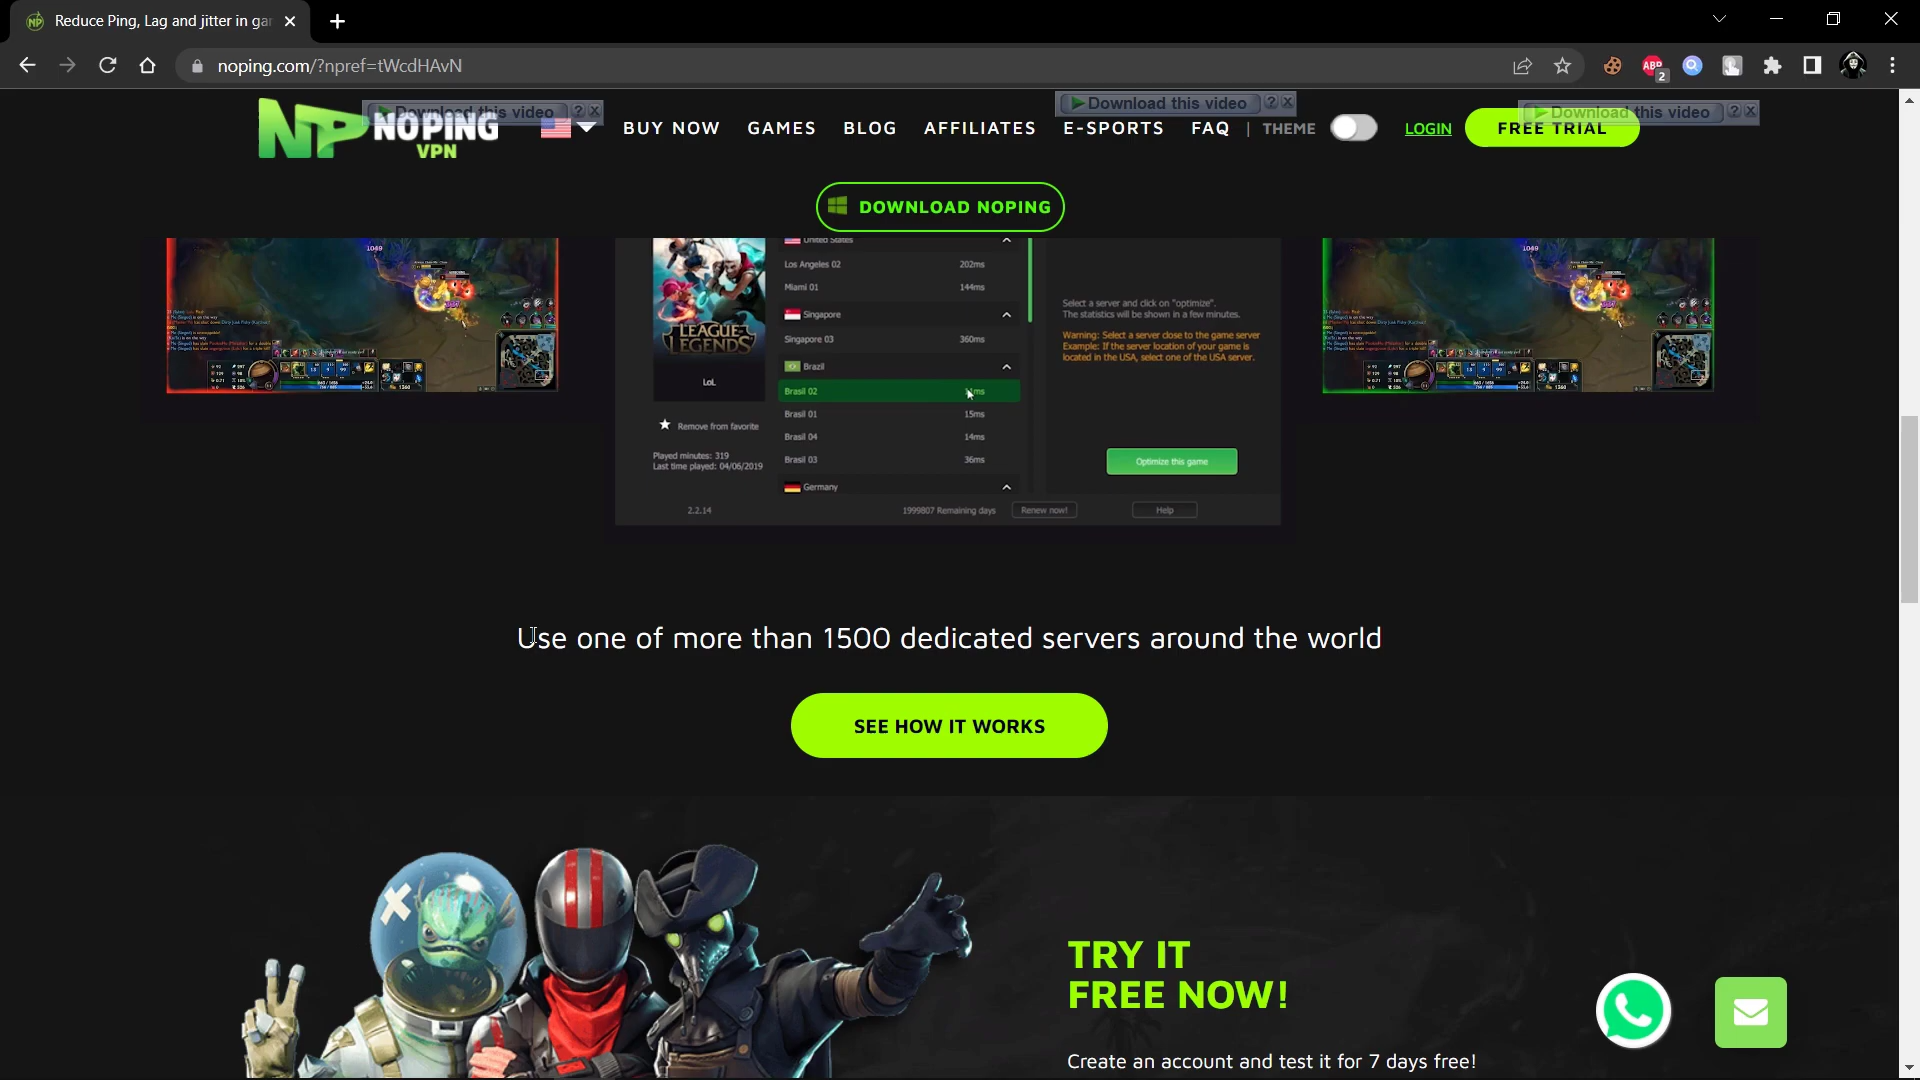 Reduce Ping, Lag and jitter in gar
noping.com/?npref=tWcdHAvN
ABP
2
NP NOPING
VPN
Download this video
Download this video
Download this video
BUY NOW
GAMES
BLOG
AFFILIATES
E-SPORTS
FAQ
THEME
LOGIN
FREE TRIAL
DOWNLOAD NOPING
1049
1049
United States
Los Angeles 02 202ms
Miami 01 144ms
Singapore
Singapore 03 360ms
Brazil
Brasil 02
Brasil 01 15ms
Brasil 04 14ms
Brasil 03 36ms
Germany
LEAGUE
LEGENDS
LoL
Remove from favorite
Played minutes: 319
Last time played: 04/06/2019
2.2.14
1999807 Remaining days
Renew now!
Help
Select a server and click on "optimize".
The statistics will be shown in a few minutes.
Warning: Select a server close to the game server
Example: If the server location of your game is
located in the USA, select one of the USA server.
Optimize this game
Use one of more than 1500 dedicated servers around the world
SEE HOW IT WORKS
TRY IT
FREE NOW!
Create an account and test it for 7 days free!